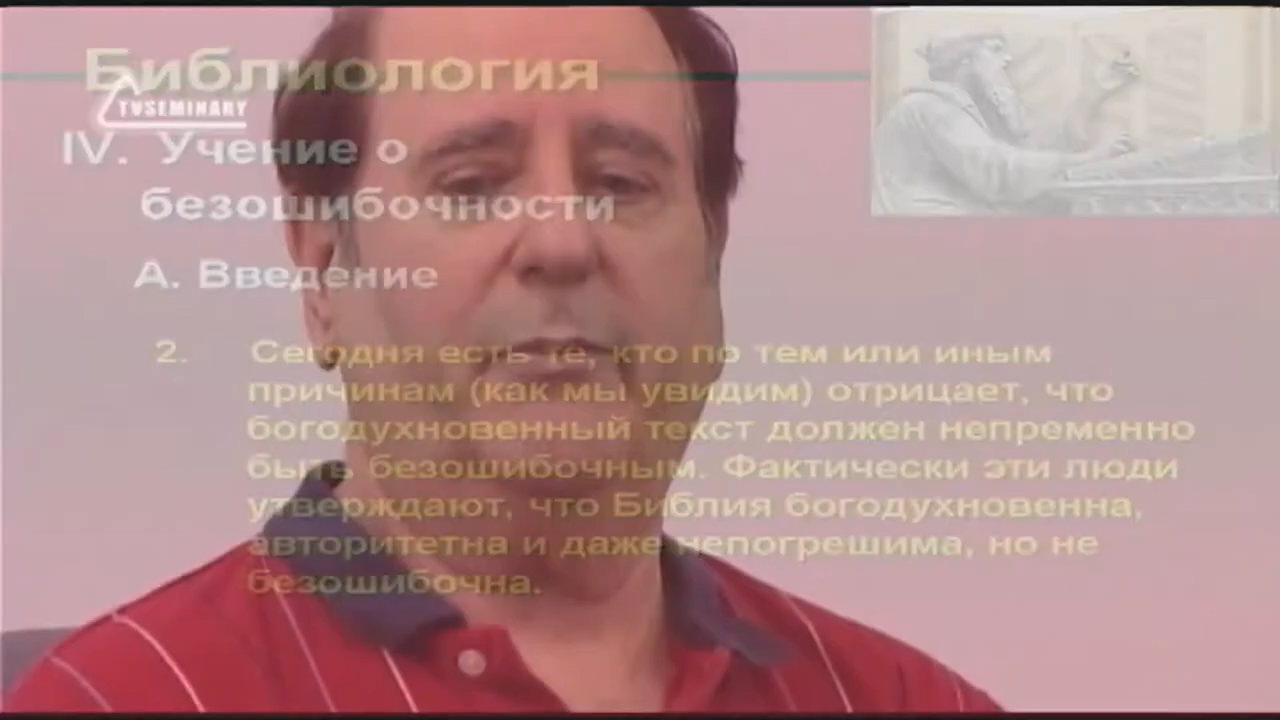 Библиология
TVSEMINARY
IV. Учение о
безошибочности
А. Введение
2. Сегодня есть те, кто по тем или иным
причинам (как мы увидим) отрицает, что
богодухновенный текст должен непременно
быть безошибочным. Фактически эти люди
утверждают, что Библия богодухновенна,
авторитетна и даже непогрешима, но не
безошибочна.